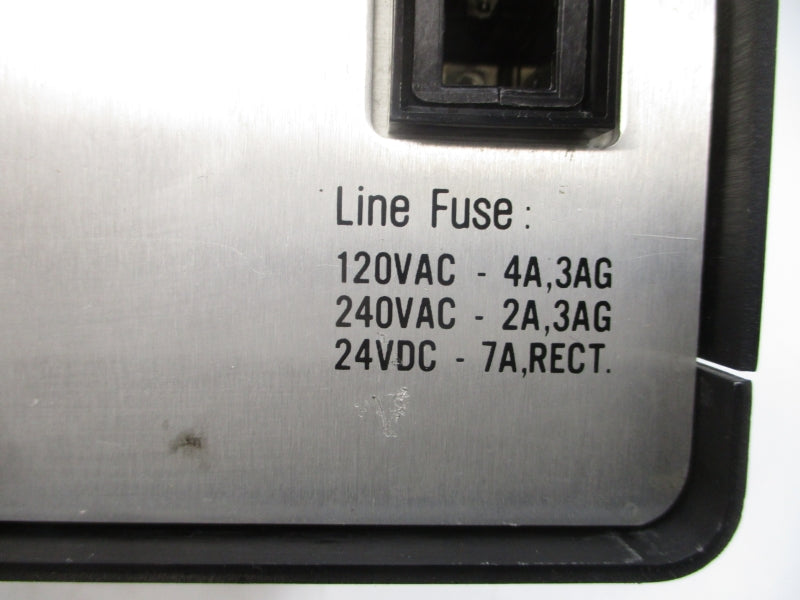 Line Fuse:
120VAC - 4A,3AG
240VAC - 2A,3AG
24VDC - 7A,RECT.